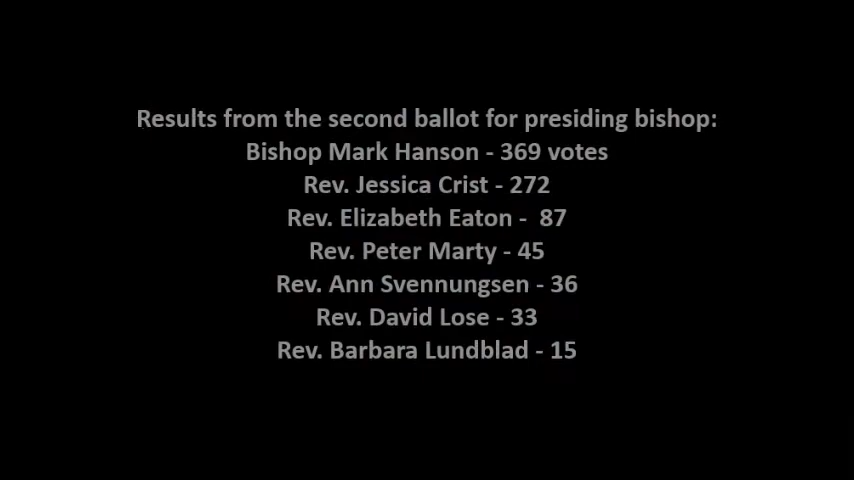 Results from the second ballot for presiding bishop:
Bishop Mark Hanson - 369 votes
Rev. Jessica Crist - 272
Rev. Elizabeth Eaton -  87
Rev. Peter Marty - 45
Rev. Ann Svennungsen - 36
Rev. David Lose - 33
Rev. Barbara Lundblad - 15